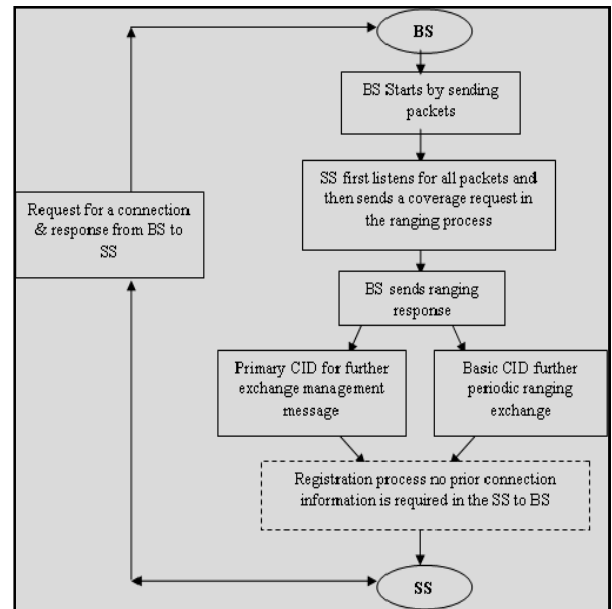 BS
BS Starts by sending
packets
SS first listens for all packets and
then sends a coverage request in
the ranging process
Request for a connection
& response from BS to
SS
BS sends ranging
response
Primary CID for further
exchange management
message
Basic CID further
periodic ranging
exchange
Registration process no prior connection
information is required in the SS to BS
SS